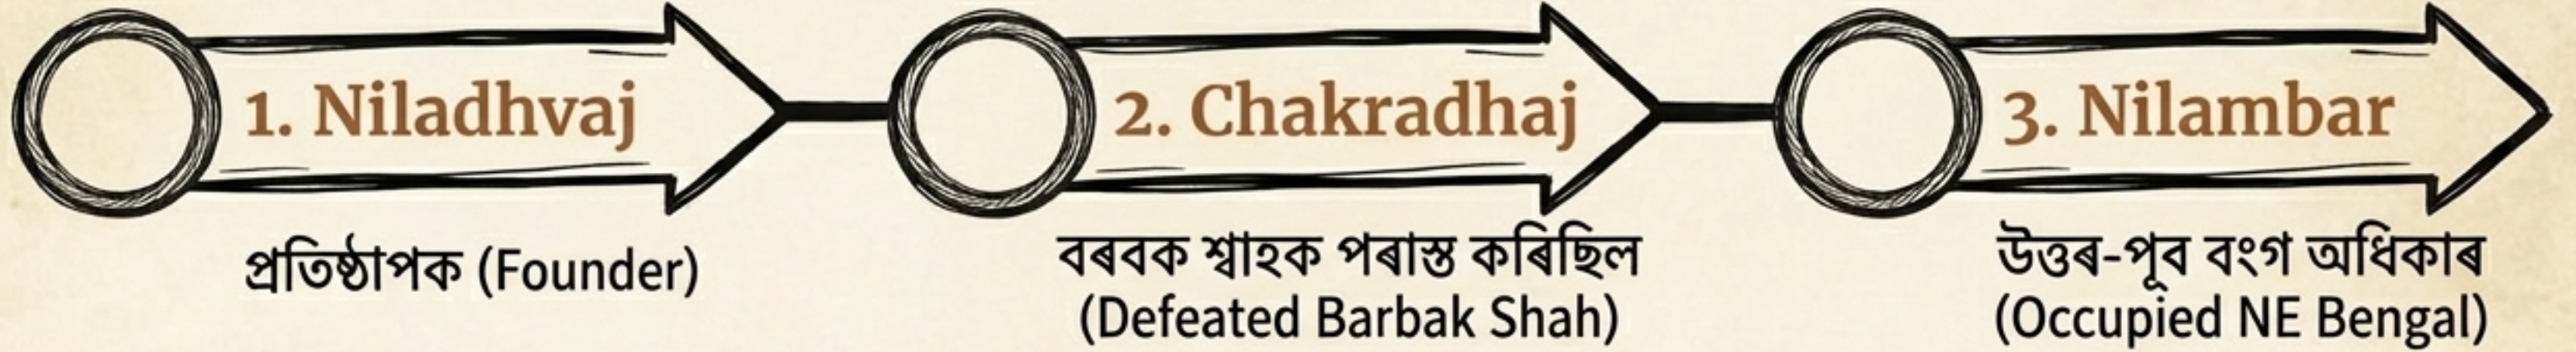 1. Niladhvaj
প্ৰতিষ্ঠাপক (Founder)
2. Chakradhaj
বৰবক শ্বাহক পৰাস্ত কৰিছিল
(Defeated Barbak Shah)
3. Nilambar
উত্তৰ-পূব বংগ অধিকাৰ
(Occupied NE Bengal)